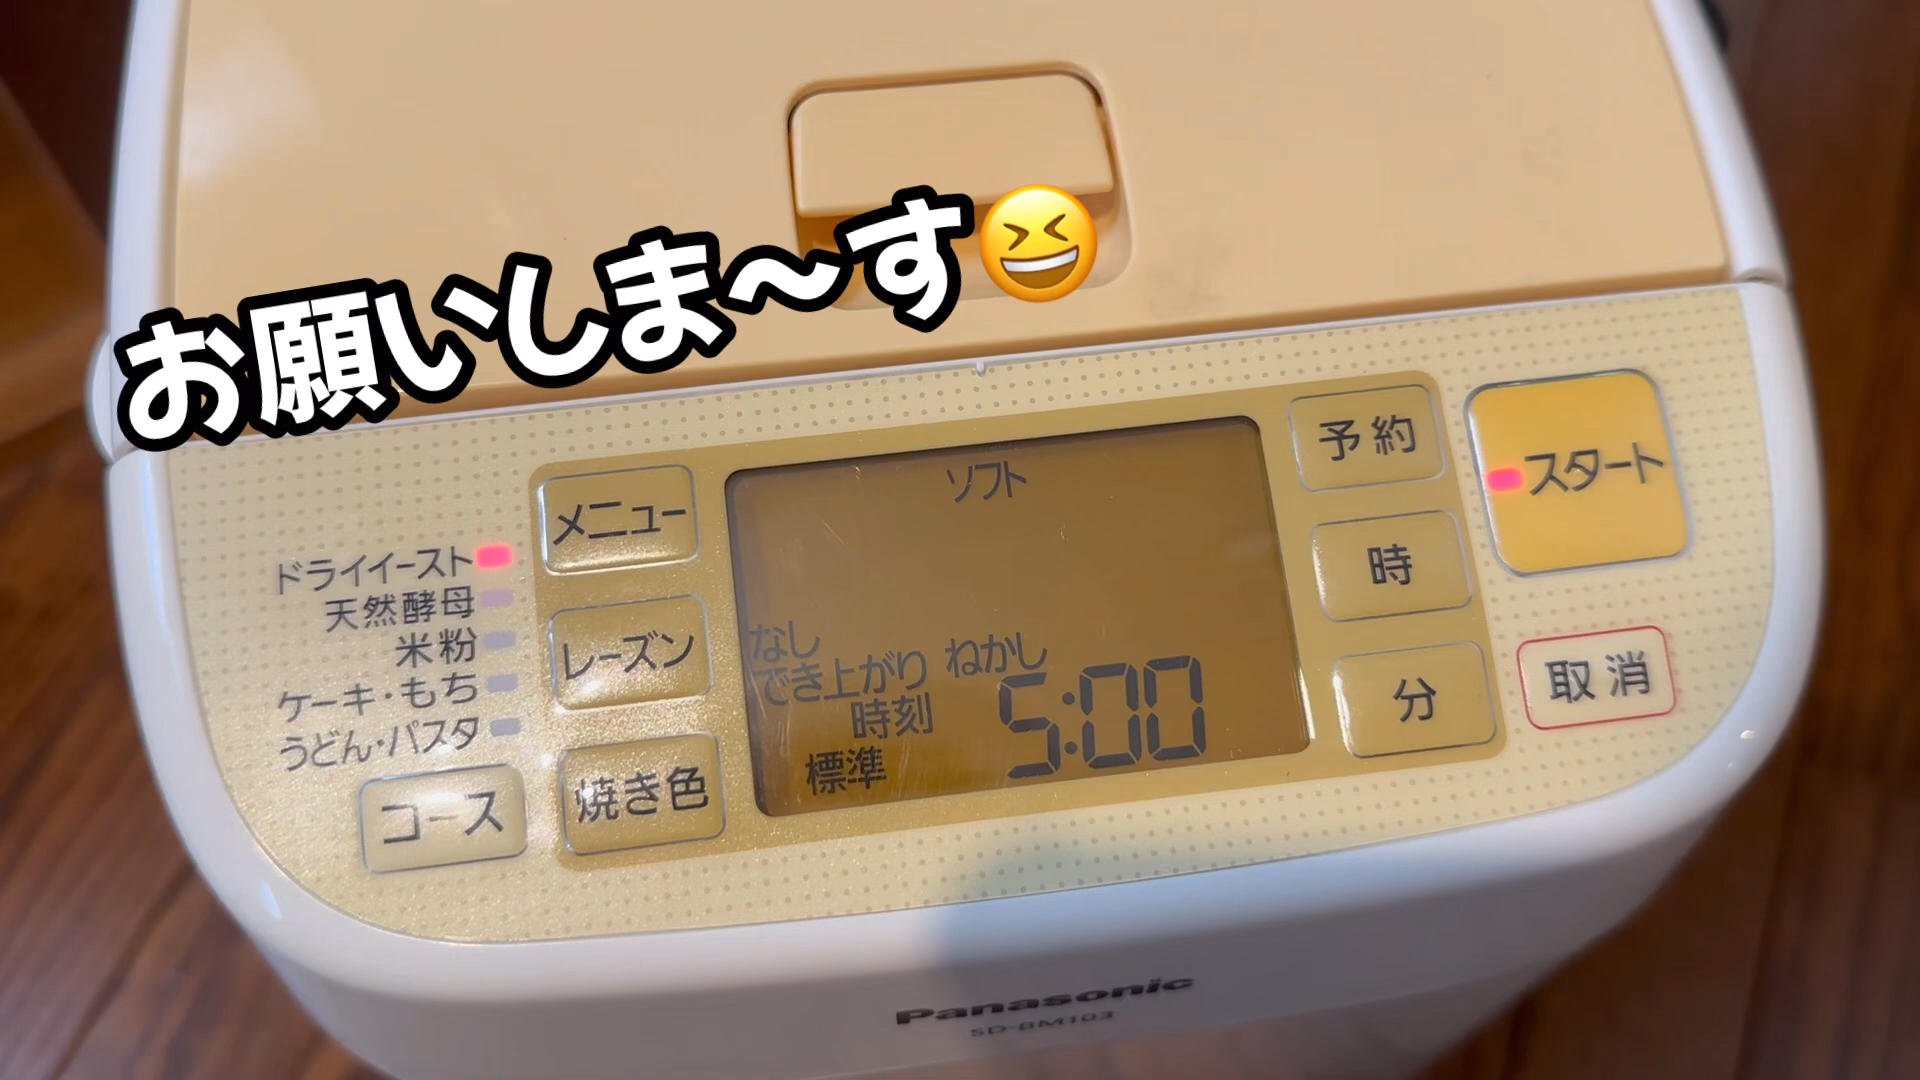 お願いしま〜す😆
ソフト
なし
でき上がり ねかし
時刻 5:00
標準
メニュー
レーズン
焼き色
コース
ドライイースト
天然酵母
米粉
ケーキ・もち
うどん・パスタ
予約
時
分
スタート
取消
Panasonic
SD-BM103